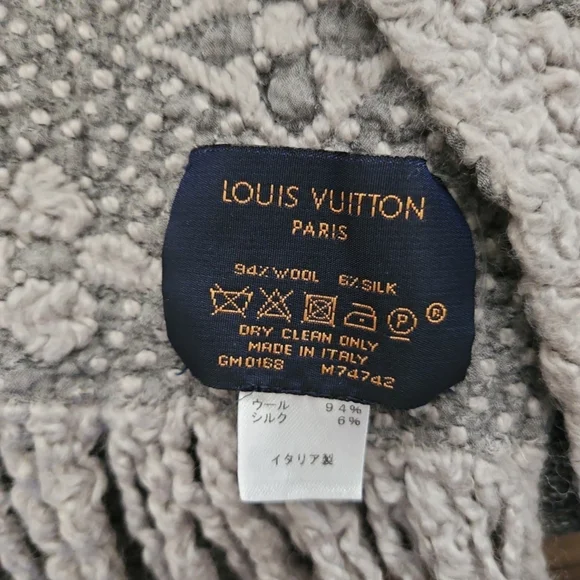 LOUIS VUITTON
PARIS
94% WOOL 6% SILK
P ®
DRY CLEAN ONLY
MADE IN ITALY
GM0168 M74742
ウール 94%
シルク 6%
イタリア製